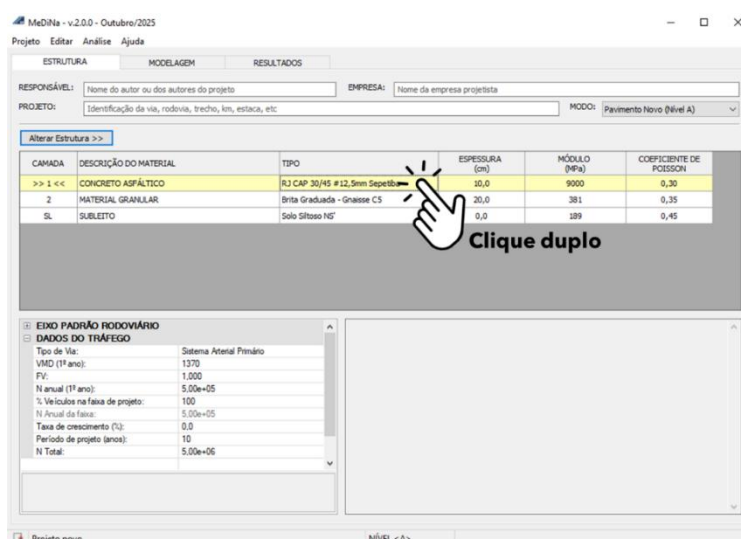 MeDiNa - v.2.0.0 - Outubro/2025
Projeto Editar Análise Ajuda
ESTRUTURA MODELAGEM RESULTADOS
RESPONSÁVEL: Nome do autor ou dos autores do projeto EMPRESA: Nome da empresa projetista
PROJETO: Identificação da via, rodovia, trecho, km, estaca, etc MODO: Pavimento Novo (Nível A)
Alterar Estrutura >>
CAMADA DESCRIÇÃO DO MATERIAL TIPO ESPESSURA (cm) MÓDULO (MPa) COEFICIENTE DE POISSON
>> 1 << CONCRETO ASFÁLTICO RJ CAP 30/45 #12,5mm Sepetiba 10,0 9000 0,30
2 MATERIAL GRANULAR Brita Graduada - Gnaisse C5 20,0 381 0,35
SL SUBLEITO Solo Siltoso NS' 0,0 189 0,45
Clique duplo
EIXO PADRÃO RODOVIÁRIO
DADOS DO TRÁFEGO
Tipo de Via: Sistema Arterial Primário
VMD (1º ano): 1370
FV: 1,000
N anual (1º ano): 5,00e+05
% Veículos na faixa de projeto: 100
N Anual da faixa: 5,00e+05
Taxa de crescimento (%): 0,0
Período de projeto (anos): 10
N Total: 5,00e+06
Projeto novo NÍVEL <A>